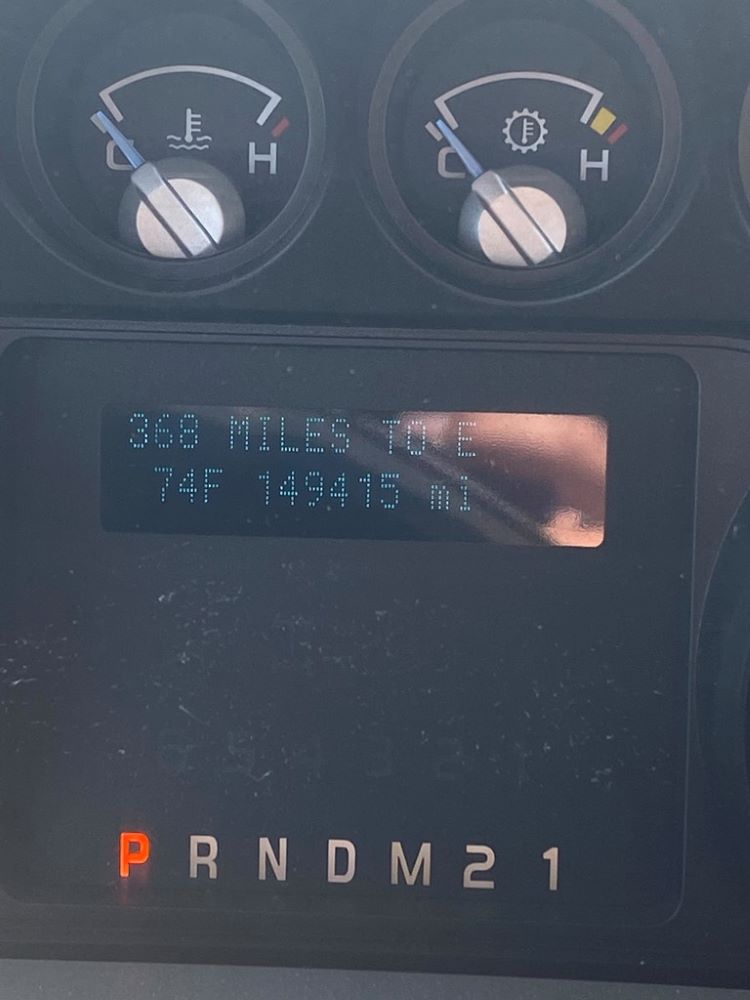 C H
C H
368 MILES TO E
74F 149415 mi
P R N D M 2 1